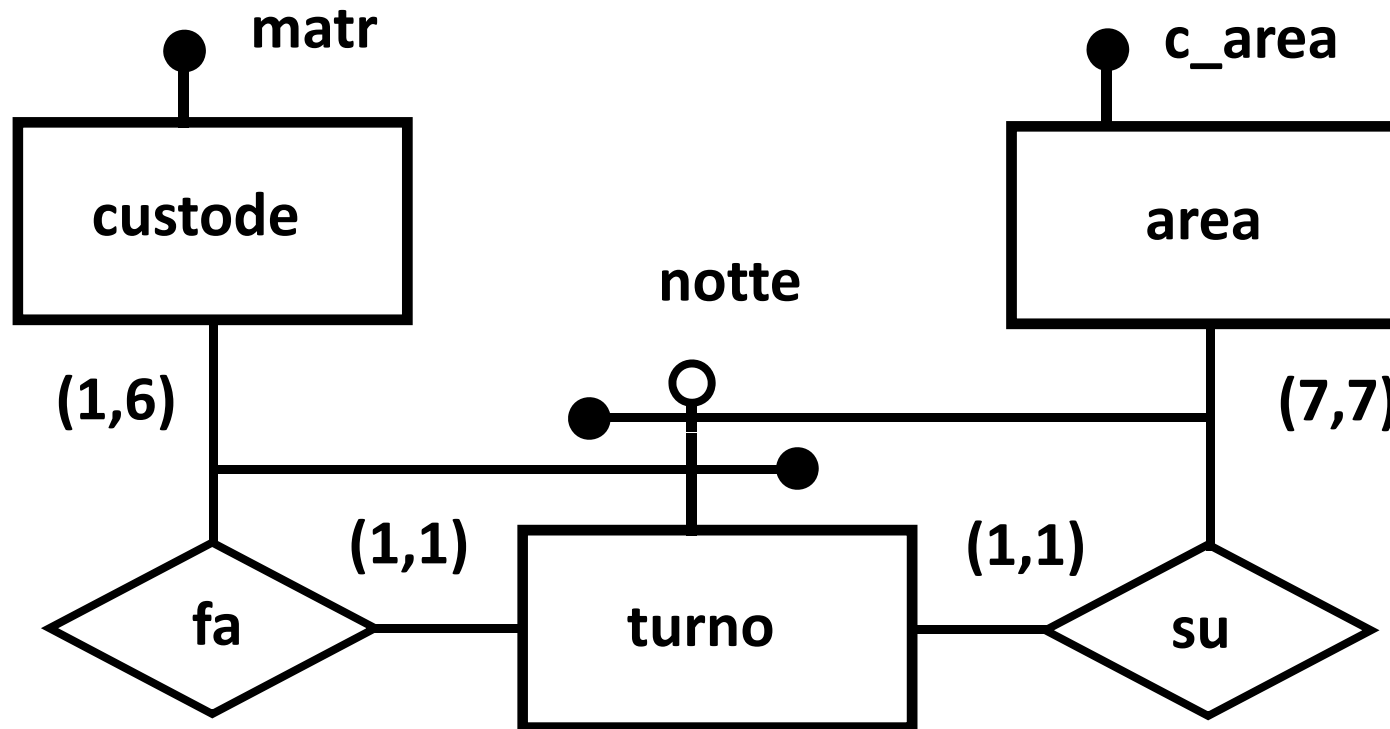 matr
c_area
custode
area
notte
(1,6)
(7,7)
(1,1)
(1,1)
fa
turno
su